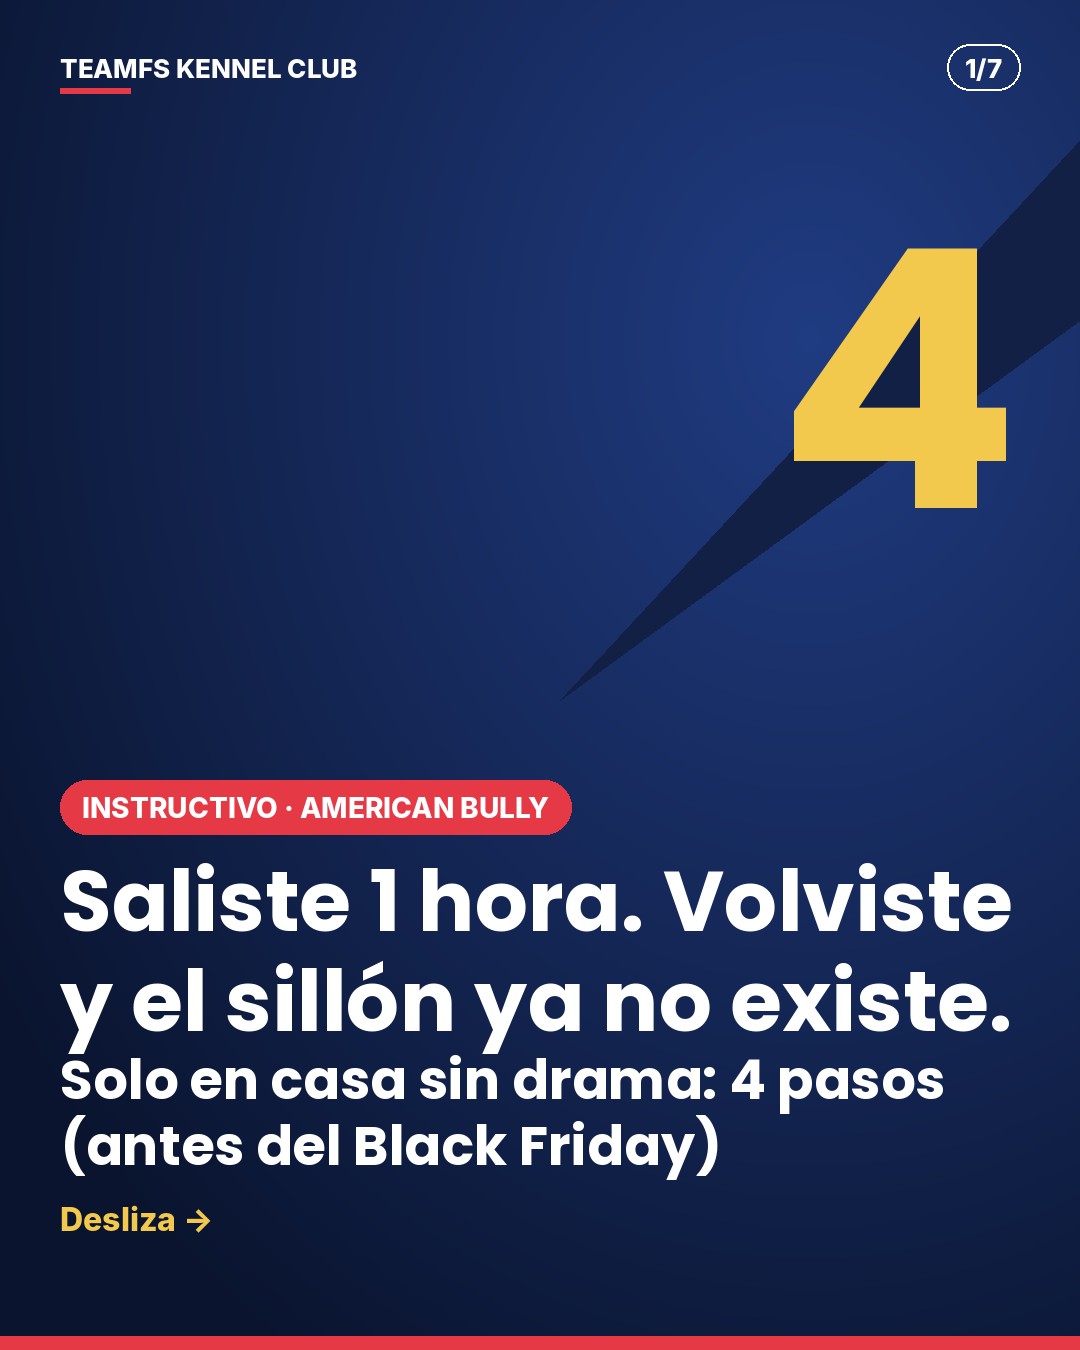 TEAMFS KENNEL CLUB
1/7
4
INSTRUCTIVO · AMERICAN BULLY
Saliste 1 hora. Volviste
y el sillón ya no existe.
Solo en casa sin drama: 4 pasos
(antes del Black Friday)
Desliza →